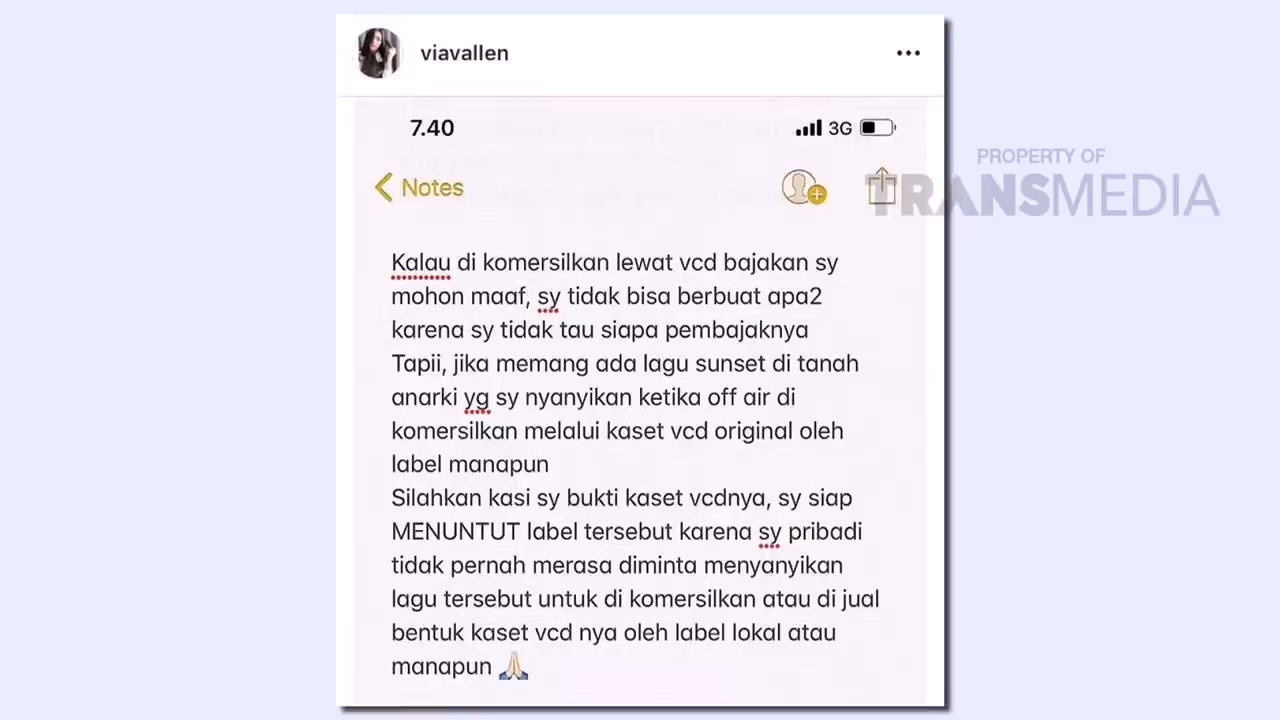 viavallen
7.40
3G
Notes
PROPERTY OF
TRANSMEDIA
Kalau di komersilkan lewat vcd bajakan sy
mohon maaf, sy tidak bisa berbuat apa2
karena sy tidak tau siapa pembajaknya
Tapii, jika memang ada lagu sunset di tanah
anarki yg sy nyanyikan ketika off air di
komersilkan melalui kaset vcd original oleh
label manapun
Silahkan kasi sy bukti kaset vcdnya, sy siap
MENUNTUT label tersebut karena sy pribadi
tidak pernah merasa diminta menyanyikan
lagu tersebut untuk di komersilkan atau di jual
bentuk kaset vcd nya oleh label lokal atau
manapun 🙏🏻